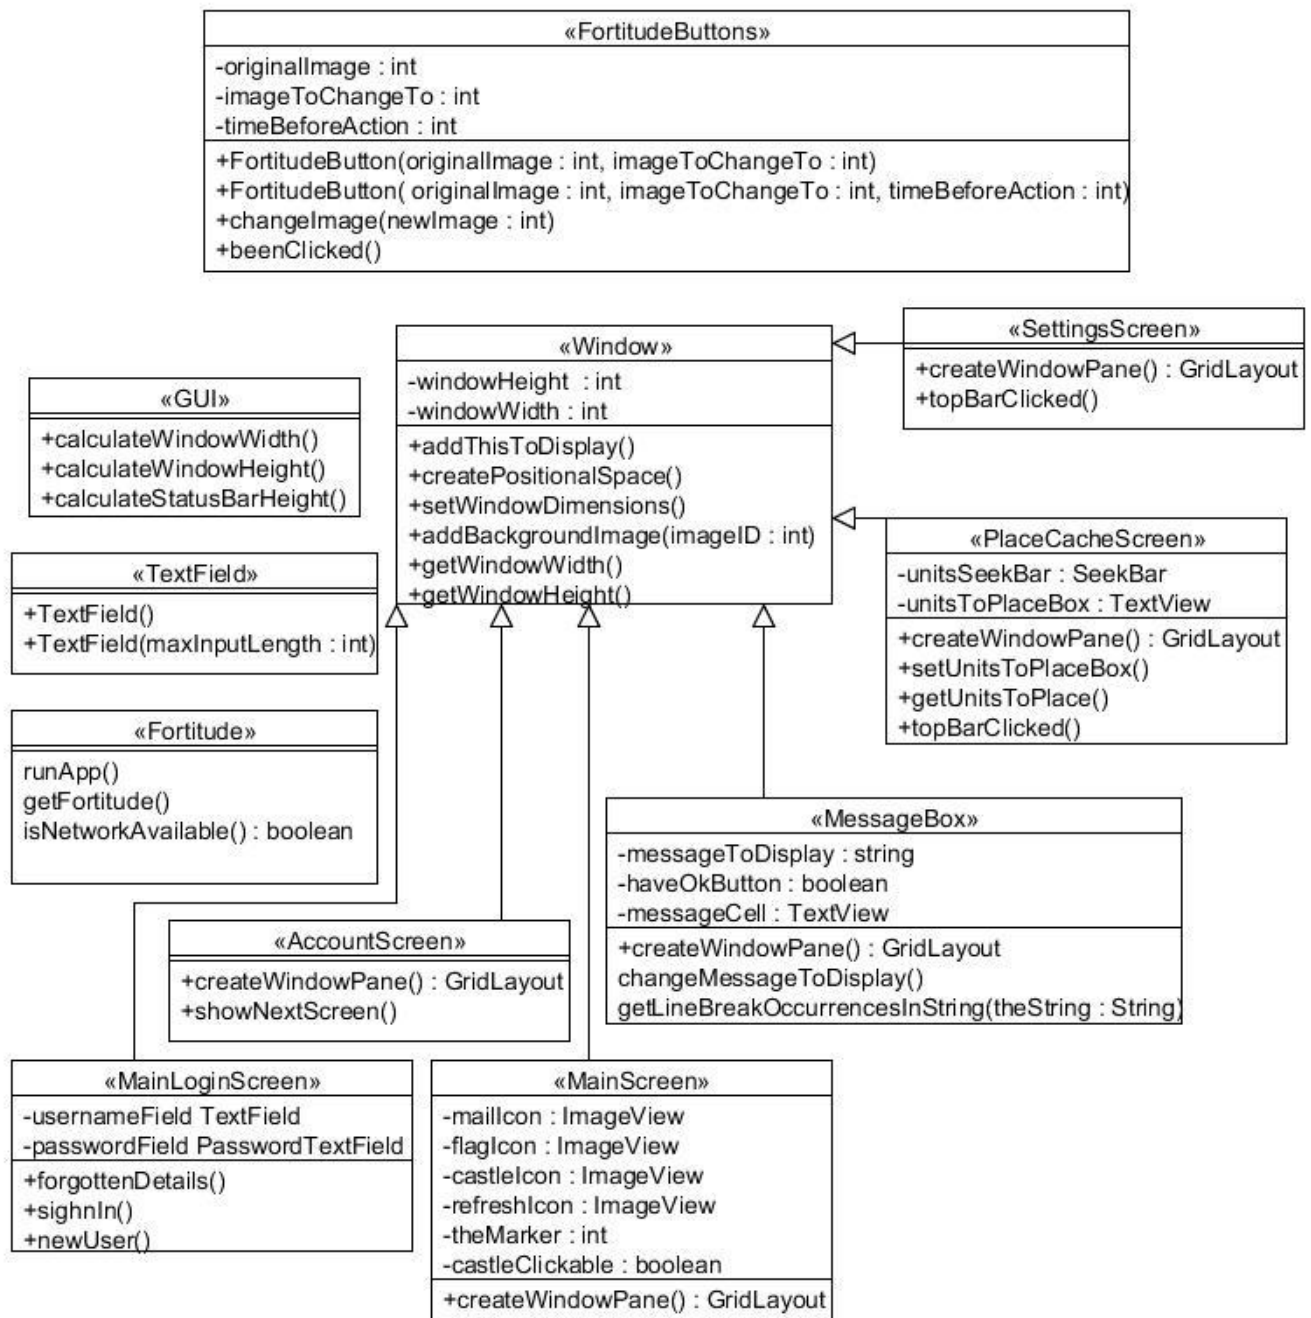 «FortitudeButtons»
-originalImage : int
-imageToChangeTo : int
-timeBeforeAction : int
+FortitudeButton(originalImage : int, imageToChangeTo : int)
+FortitudeButton( originalImage : int, imageToChangeTo : int, timeBeforeAction : int)
+changeImage(newImage : int)
+beenClicked()
«Window»
-windowHeight : int
-windowWidth : int
+addThisToDisplay()
+createPositionalSpace()
+setWindowDimensions()
+addBackgroundImage(imageID : int)
+getWindowWidth()
+getWindowHeight()
«SettingsScreen»
+createWindowPane() : GridLayout
+topBarClicked()
«GUI»
+calculateWindowWidth()
+calculateWindowHeight()
+calculateStatusBarHeight()
«PlaceCacheScreen»
-unitsSeekBar : SeekBar
-unitsToPlaceBox : TextView
+createWindowPane() : GridLayout
+setUnitsToPlaceBox()
+getUnitsToPlace()
+topBarClicked()
«TextField»
+TextField()
+TextField(maxInputLength : int)
«Fortitude»
runApp()
getFortitude()
isNetworkAvailable() : boolean
«MessageBox»
-messageToDisplay : string
-haveOkButton : boolean
-messageCell : TextView
+createWindowPane() : GridLayout
changeMessageToDisplay()
getLineBreakOccurrencesInString(theString : String)
«AccountScreen»
+createWindowPane() : GridLayout
+showNextScreen()
«MainLoginScreen»
-usernameField TextField
-passwordField PasswordTextField
+forgottenDetails()
+sighnIn()
+newUser()
«MainScreen»
-mailIcon : ImageView
-flagIcon : ImageView
-castleIcon : ImageView
-refreshIcon : ImageView
-theMarker : int
-castleClickable : boolean
+createWindowPane() : GridLayout